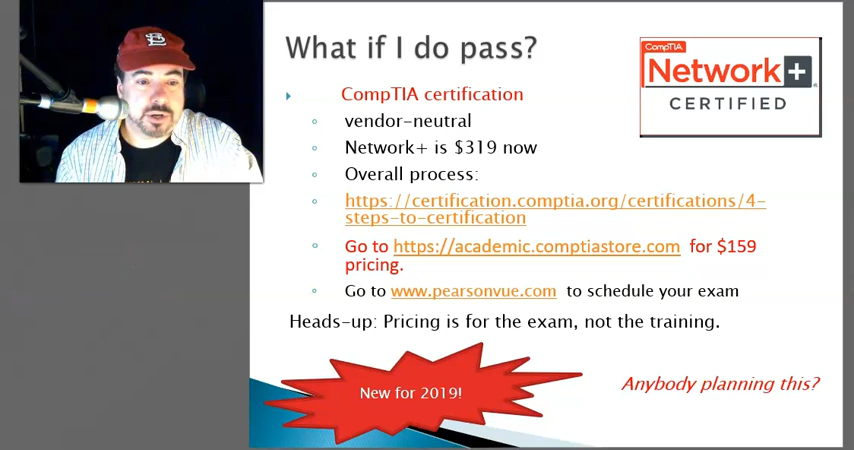 What if I do pass?
CompTIA
Network+
CERTIFIED
CompTIA certification
vendor-neutral
Network+ is $319 now
Overall process:
https://certification.comptia.org/certifications/4-
steps-to-certification
Go to https://academic.comptiastore.com for $159
pricing.
Go to www.pearsonvue.com to schedule your exam
Heads-up: Pricing is for the exam, not the training.
New for 2019!
Anybody planning this?